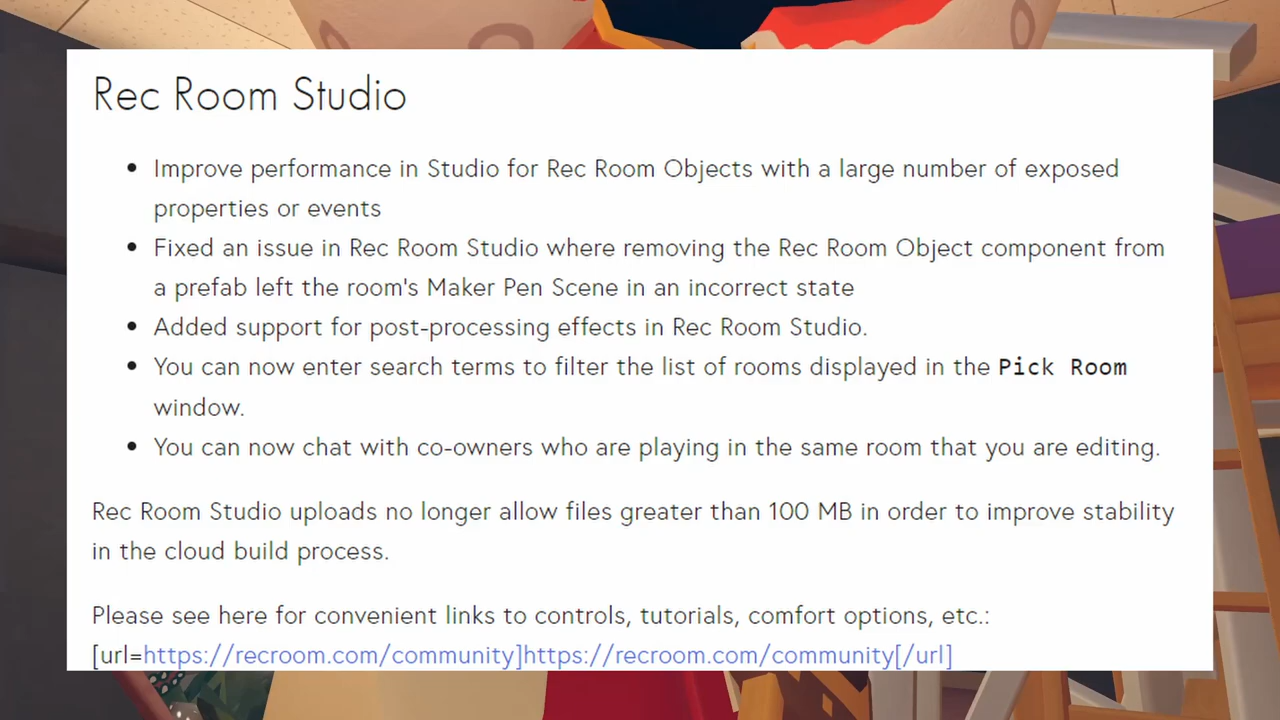 Rec Room Studio
• Improve performance in Studio for Rec Room Objects with a large number of exposed
properties or events
• Fixed an issue in Rec Room Studio where removing the Rec Room Object component from
a prefab left the room's Maker Pen Scene in an incorrect state
• Added support for post-processing effects in Rec Room Studio.
• You can now enter search terms to filter the list of rooms displayed in the Pick Room
window.
• You can now chat with co-owners who are playing in the same room that you are editing.
Rec Room Studio uploads no longer allow files greater than 100 MB in order to improve stability
in the cloud build process.
Please see here for convenient links to controls, tutorials, comfort options, etc.:
[url=https://recroom.com/community]https://recroom.com/community[/url]